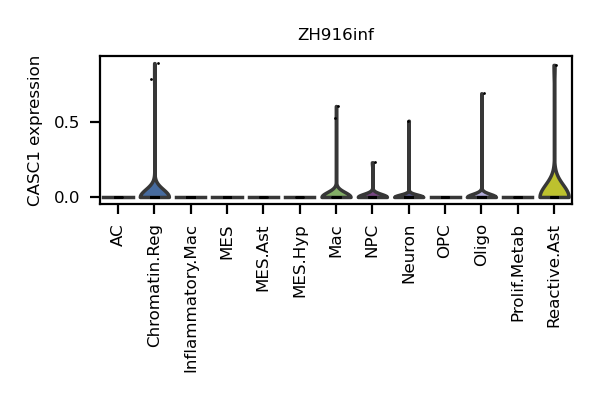 ZH916inf
CASC1 expression
0.5
0.0
AC
Chromatin.Reg
Inflammatory.Mac
MES
MES.Ast
MES.Hyp
Mac
NPC
Neuron
OPC
Oligo
Prolif.Metab
Reactive.Ast